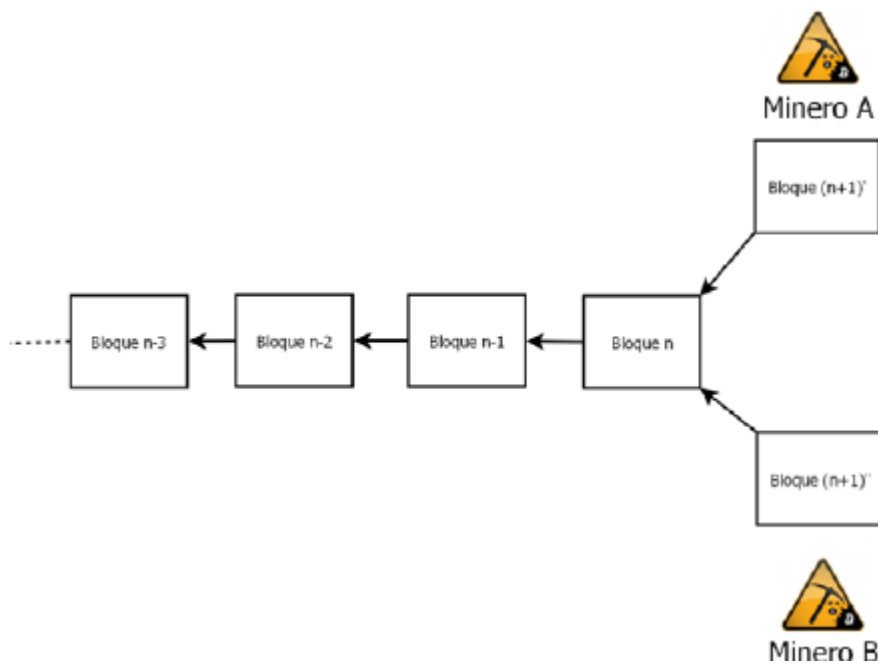 Minero A
Bloque (n+1)'
Bloque n-3
Bloque n-2
Bloque n-1
Bloque n
Bloque (n+1)''
Minero B